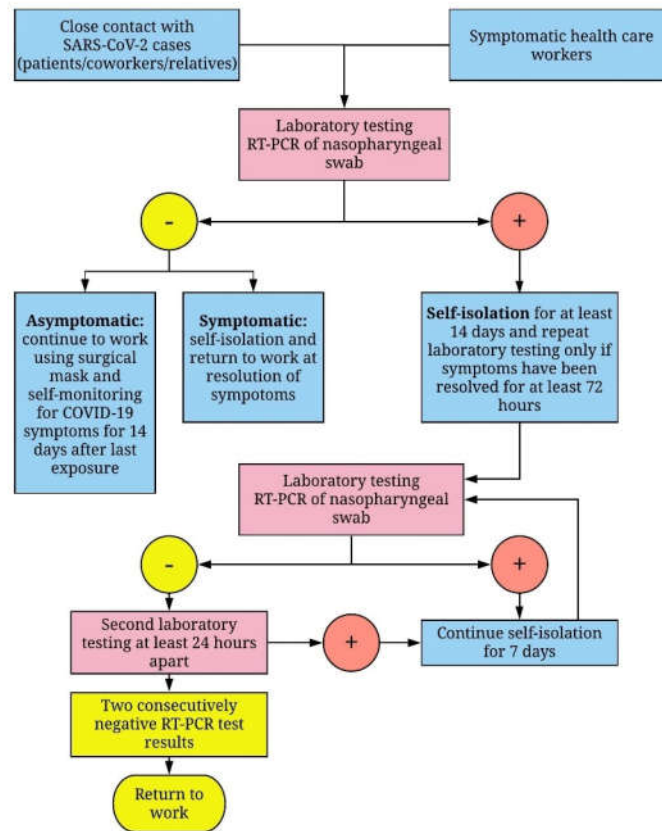 Close contact with
SARS-CoV-2 cases
(patients/coworkers/relatives)
Symptomatic health care
workers
Laboratory testing
RT-PCR of nasopharyngeal
swab
-
+
Asymptomatic:
continue to work
using surgical
mask and
self-monitoring
for COVID-19
symptoms for 14
days after last
exposure
Symptomatic:
self-isolation and
return to work at
resolution of
sympotoms
Self-isolation for at least
14 days and repeat
laboratory testing only if
symptoms have been
resolved for at least 72
hours
Laboratory testing
RT-PCR of nasopharyngeal
swab
-
+
Second laboratory
testing at least 24 hours
apart
+
Continue self-isolation
for 7 days
Two consecutively
negative RT-PCR test
results
Return to
work